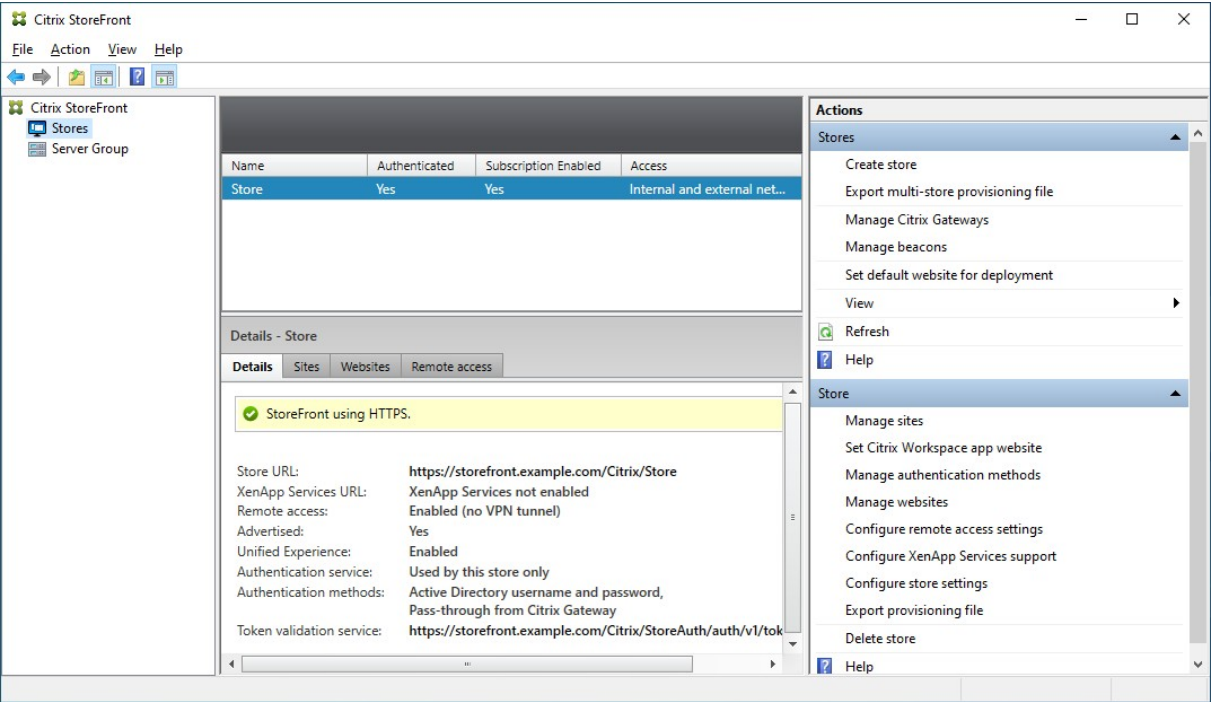 Citrix StoreFront
File Action View Help
Citrix StoreFront
Stores
Server Group
Name Authenticated Subscription Enabled Access
Store Yes Yes Internal and external net...
Details - Store
Details Sites Websites Remote access
StoreFront using HTTPS.
Store URL: https://storefront.example.com/Citrix/Store
XenApp Services URL: XenApp Services not enabled
Remote access: Enabled (no VPN tunnel)
Advertised: Yes
Unified Experience: Enabled
Authentication service: Used by this store only
Authentication methods: Active Directory username and password,
Pass-through from Citrix Gateway
Token validation service: https://storefront.example.com/Citrix/StoreAuth/auth/v1/tok
Actions
Stores
Create store
Export multi-store provisioning file
Manage Citrix Gateways
Manage beacons
Set default website for deployment
View
Refresh
Help
Store
Manage sites
Set Citrix Workspace app website
Manage authentication methods
Manage websites
Configure remote access settings
Configure XenApp Services support
Configure store settings
Export provisioning file
Delete store
Help